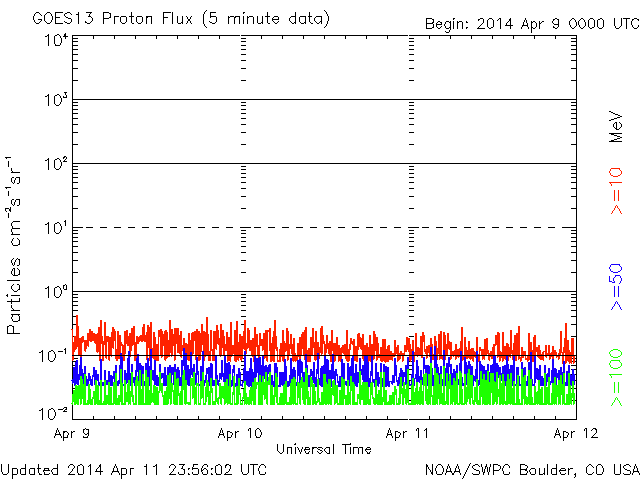 GOES13 Proton Flux (5 minute data)
Begin: 2014 Apr 9 0000 UTC
Particles cm⁻²s⁻¹sr⁻¹
10⁴
10³
10²
10¹
10⁰
10⁻¹
10⁻²
MeV
>=10
>=50
>=100
Apr 9 Apr 10 Apr 11 Apr 12
Universal Time
Updated 2014 Apr 11 23:56:02 UTC
NOAA/SWPC Boulder, CO USA